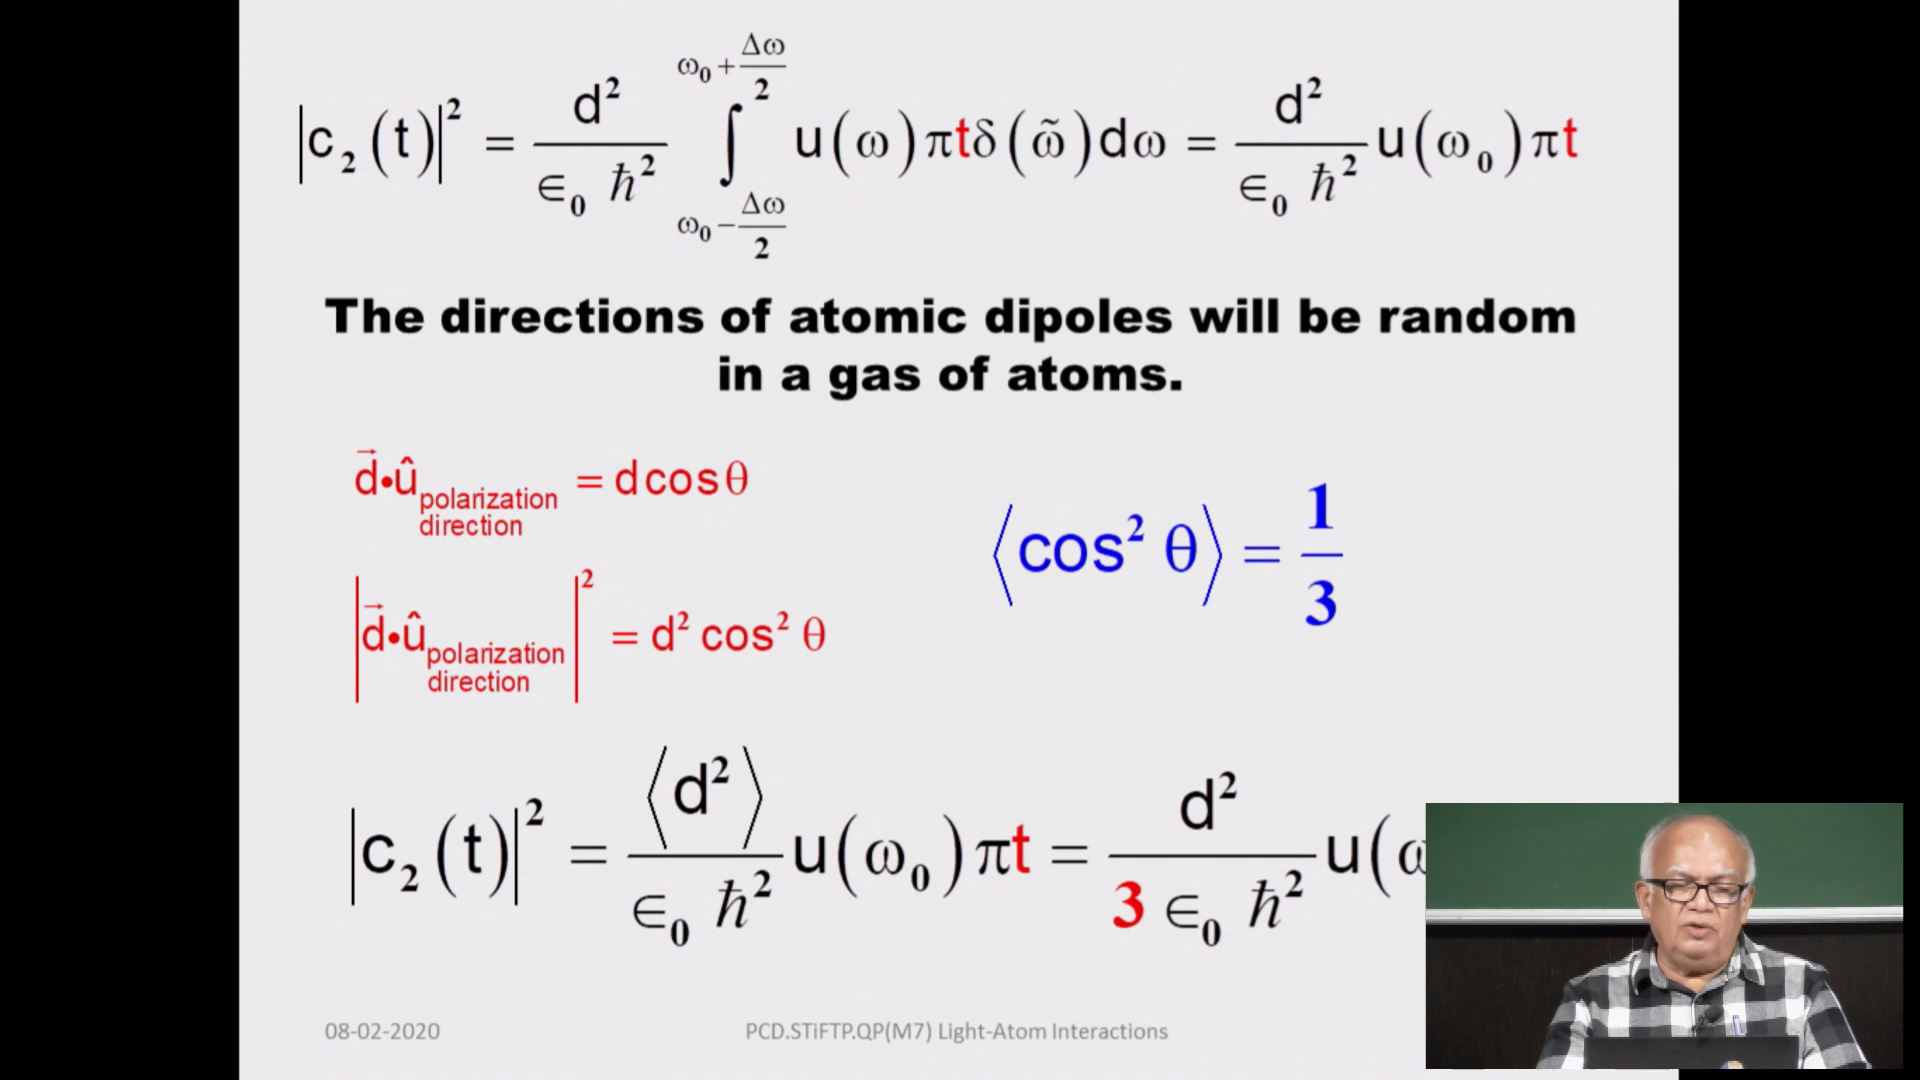 |c₂(t)|² = d²/(∈₀ ħ²) ∫_{ω₀−Δω/2}^{ω₀+Δω/2} u(ω)πtδ(ω̃)dω = d²/(∈₀ ħ²) u(ω₀)πt
The directions of atomic dipoles will be random
in a gas of atoms.
d⃗•û polarization direction = d cos θ
⟨cos² θ⟩ = 1/3
|d⃗•û polarization direction|² = d² cos² θ
|c₂(t)|² = ⟨d²⟩/(∈₀ ħ²) u(ω₀)πt = d²/(3 ∈₀ ħ²) u(ω
08-02-2020
PCD.STiFTP.QP(M7) Light-Atom Interactions